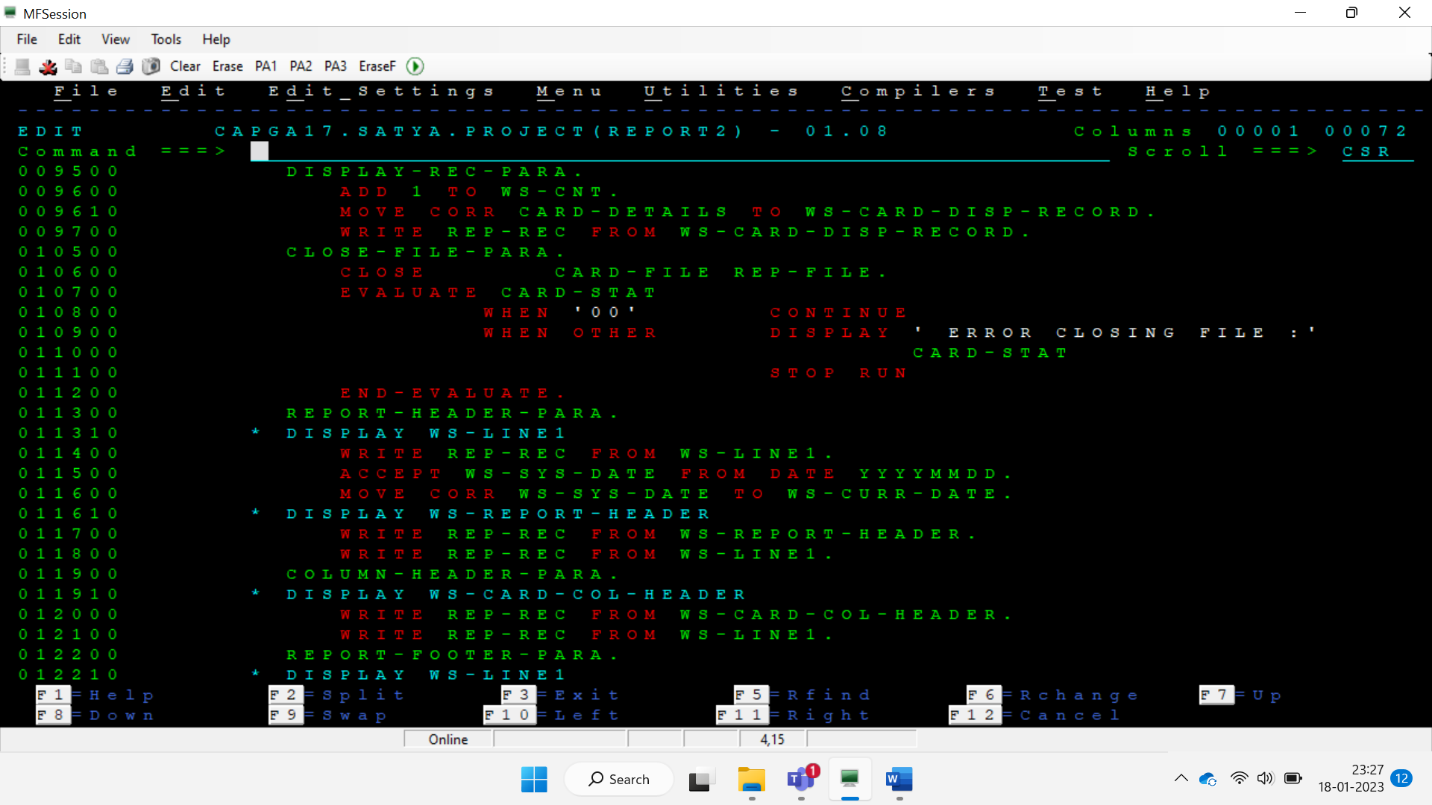 MFSession
File Edit View Tools Help
Clear Erase PA1 PA2 PA3 EraseF
File Edit Edit_Settings Menu Utilities Compilers Test Help
EDIT CAPGA17.SATYA.PROJECT(REPORT2) - 01.08 Columns 00001 00072
Command ===> Scroll ===> CSR
009500 DISPLAY-REC-PARA.
009600 ADD 1 TO WS-CNT.
009610 MOVE CORR CARD-DETAILS TO WS-CARD-DISP-RECORD.
009700 WRITE REP-REC FROM WS-CARD-DISP-RECORD.
010500 CLOSE-FILE-PARA.
010600 CLOSE CARD-FILE REP-FILE.
010700 EVALUATE CARD-STAT
010800 WHEN '00' CONTINUE
010900 WHEN OTHER DISPLAY ' ERROR CLOSING FILE :'
011000 CARD-STAT
011100 STOP RUN
011200 END-EVALUATE.
011300 REPORT-HEADER-PARA.
011310 * DISPLAY WS-LINE1
011400 WRITE REP-REC FROM WS-LINE1.
011500 ACCEPT WS-SYS-DATE FROM DATE YYYYMMDD.
011600 MOVE CORR WS-SYS-DATE TO WS-CURR-DATE.
011610 * DISPLAY WS-REPORT-HEADER
011700 WRITE REP-REC FROM WS-REPORT-HEADER.
011800 WRITE REP-REC FROM WS-LINE1.
011900 COLUMN-HEADER-PARA.
011910 * DISPLAY WS-CARD-COL-HEADER
012000 WRITE REP-REC FROM WS-CARD-COL-HEADER.
012100 WRITE REP-REC FROM WS-LINE1.
012200 REPORT-FOOTER-PARA.
012210 * DISPLAY WS-LINE1
F1=Help F2=Split F3=Exit F5=Rfind F6=Rchange F7=Up
F8=Down F9=Swap F10=Left F11=Right F12=Cancel
Online 4,15
Search 1 23:27
18-01-2023 12